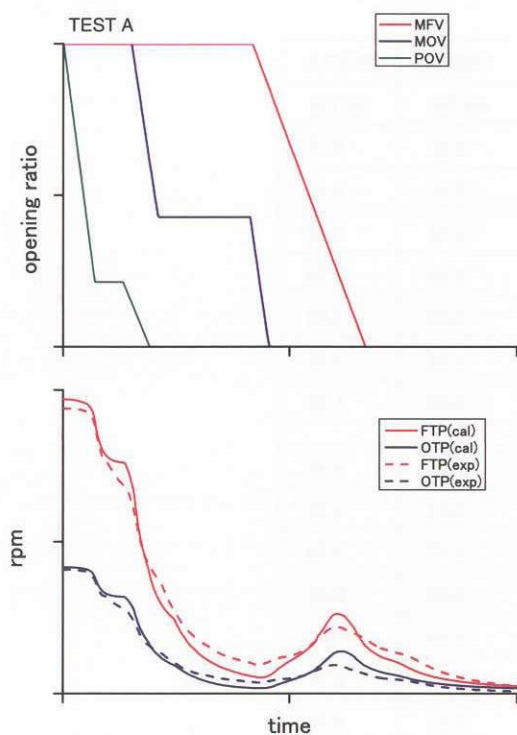 TEST A
MFV
MOV
POV
opening ratio
FTP(cal)
OTP(cal)
FTP(exp)
OTP(exp)
rpm
time